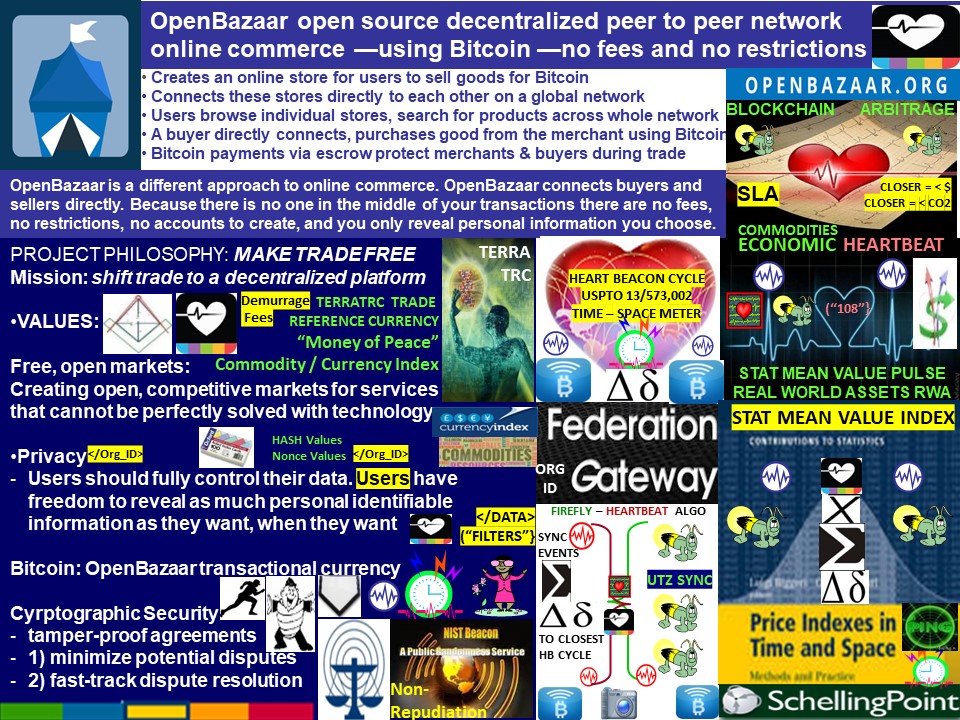 OpenBazaar open source decentralized peer to peer network
online commerce —using Bitcoin —no fees and no restrictions
• Creates an online store for users to sell goods for Bitcoin
• Connects these stores directly to each other on a global network
• Users browse individual stores, search for products across whole network
• A buyer directly connects, purchases good from the merchant using Bitcoin
• Bitcoin payments via escrow protect merchants & buyers during trade
OPENBAZAAR.ORG
BLOCKCHAIN ARBITRAGE
SLA
CLOSER = < $
CLOSER = < CO2
COMMODITIES
ECONOMIC HEARTBEAT
OpenBazaar is a different approach to online commerce. OpenBazaar connects buyers and
sellers directly. Because there is no one in the middle of your transactions there are no fees,
no restrictions, no accounts to create, and you only reveal personal information you choose.
PROJECT PHILOSOPHY: MAKE TRADE FREE
Mission: shift trade to a decentralized platform
•VALUES:
Demurrage
Fees
TERRATRC TRADE
REFERENCE CURRENCY
“Money of Peace”
Commodity / Currency Index
Free, open markets:
Creating open, competitive markets for services
that cannot be perfectly solved with technology
•Privacy
</Org_ID>
HASH Values
Nonce Values </Org_ID>
- Users should fully control their data. Users have
freedom to reveal as much personal identifiable
information as they want, when they want
</DATA>
{“FILTERS”}
Bitcoin: OpenBazaar transactional currency
Cyrptographic Security
- tamper-proof agreements
- 1) minimize potential disputes
- 2) fast-track dispute resolution
TERRA
TRC
currencyindex
COMMODITIES
RESOURCES
NIST Beacon
A Public Randomness Service
Non-
Repudiation
HEART BEACON CYCLE
USPTO 13/573,002
TIME – SPACE METER
Δδ
Federation
Gateway
ORG
ID
FIREFLY – HEARTBEAT ALGO
SYNC
EVENTS
Σ
Δδ
UTZ SYNC
TO CLOSEST
HB CYCLE
{“108”}
STAT MEAN VALUE PULSE
REAL WORLD ASSETS RWA
STAT MEAN VALUE INDEX
CONTRIBUTIONS TO STATISTICS
X
Σ
Δδ
Price Indexes in
Time and Space
Methods and Practice
PING
SchellingPoint